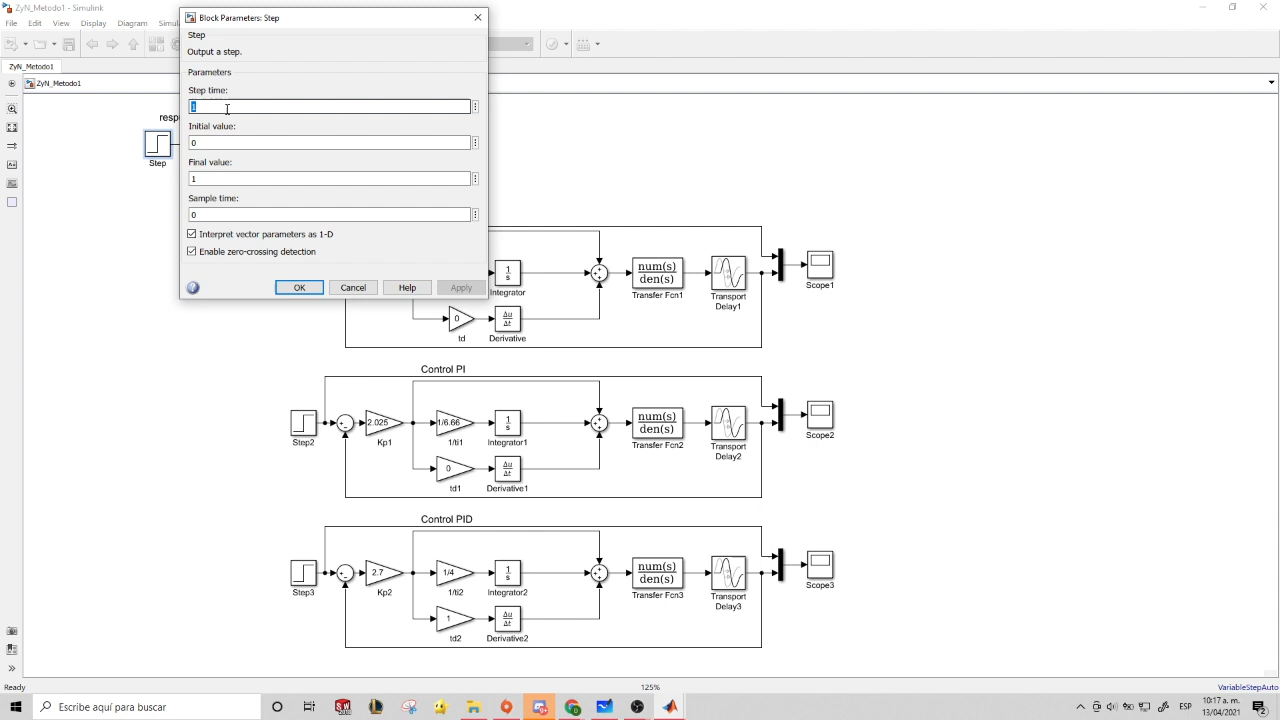 ZyN_Metodo1 - Simulink
File Edit View Display Diagram
Block Parameters: Step
Step
Output a step.
Parameters
Step time:
1
Initial value:
0
Final value:
1
Sample time:
0
Interpret vector parameters as 1-D
Enable zero-crossing detection
OK Cancel Help Apply
ZyN_Metodo1
ZyN_Metodo1
Step
1
s
Integrator
num(s)
den(s)
Transfer Fcn1
Transport
Delay1
Scope1
0
td
Δu
Δt
Derivative
Control PI
Step2
2.025
Kp1
1/6.66
1/ti1
1
s
Integrator1
num(s)
den(s)
Transfer Fcn2
Transport
Delay2
Scope2
0
td1
Δu
Δt
Derivative1
Control PID
Step3
2.7
Kp2
1/4
1/ti2
1
s
Integrator2
num(s)
den(s)
Transfer Fcn3
Transport
Delay3
Scope3
1
td2
Δu
Δt
Derivative2
Ready 125% VariableStepAuto
Escribe aquí para buscar
ESP
10:17 a. m.
13/04/2021
2